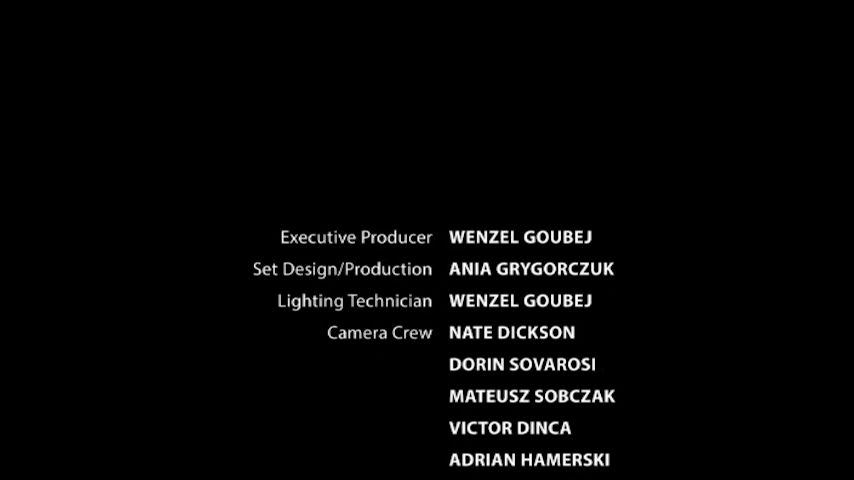 Executive Producer WENZEL GOUBEJ
Set Design/Production ANIA GRYGORCZUK
Lighting Technician WENZEL GOUBEJ
Camera Crew NATE DICKSON
DORIN SOVAROSI
MATEUSZ SOBCZAK
VICTOR DINCA
ADRIAN HAMERSKI